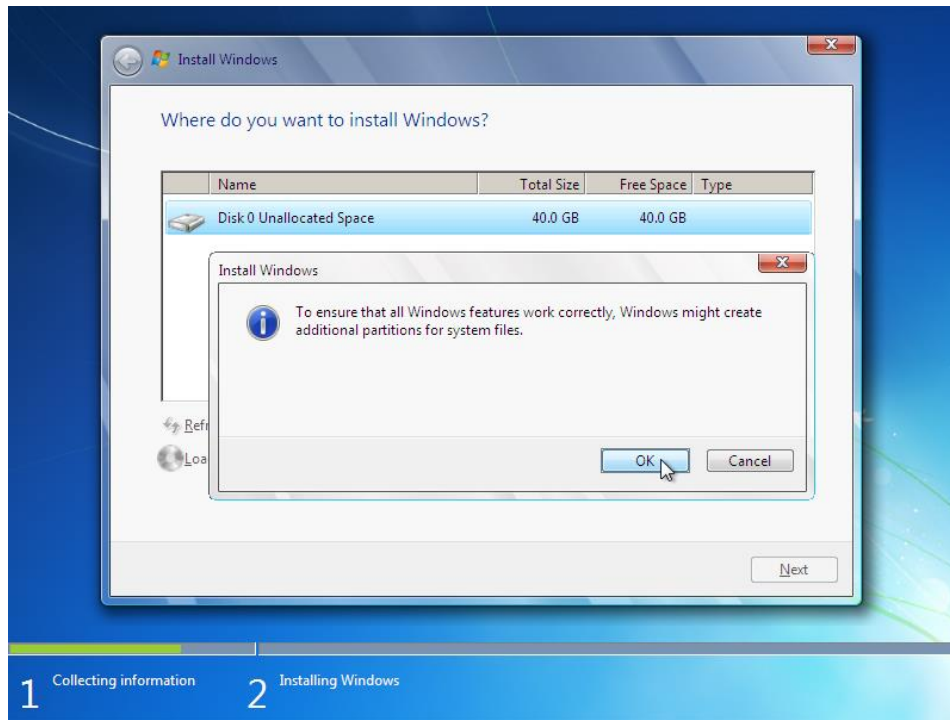 Install Windows
Where do you want to install Windows?
Name Total Size Free Space Type
Disk 0 Unallocated Space 40.0 GB 40.0 GB
Install Windows
To ensure that all Windows features work correctly, Windows might create
additional partitions for system files.
Refr
Loa
OK Cancel
Next
1 Collecting information 2 Installing Windows